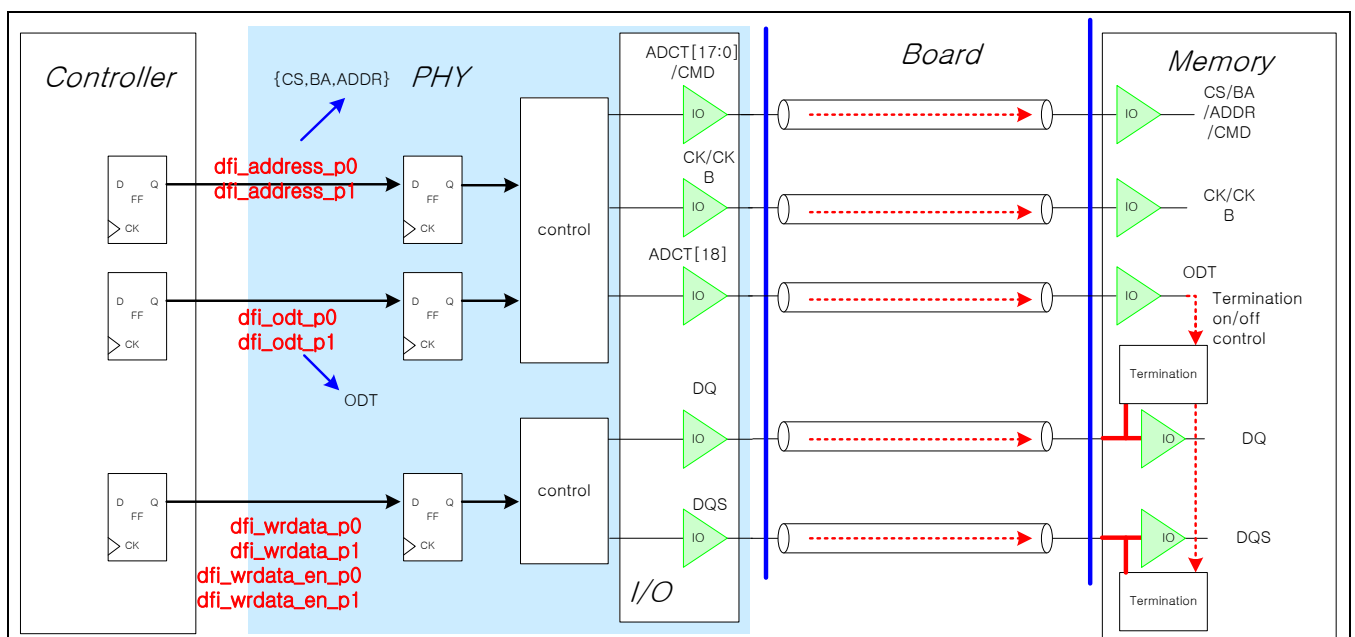 Controller
PHY
Board
Memory
{CS,BA,ADDR}
ADCT[17:0]
/CMD
IO
IO
CS/BA
/ADDR
/CMD
D Q
FF
CK
dfi_address_p0
dfi_address_p1
D Q
FF
CK
control
CK/CK
B
IO
IO
CK/CK
B
ADCT[18]
IO
IO
ODT
Termination
on/off
control
D Q
FF
CK
dfi_odt_p0
dfi_odt_p1
D Q
FF
CK
ODT
Termination
DQ
IO
IO
DQ
D Q
FF
CK
dfi_wrdata_p0
dfi_wrdata_p1
dfi_wrdata_en_p0
dfi_wrdata_en_p1
D Q
FF
CK
control
DQS
IO
IO
DQS
I/O
Termination